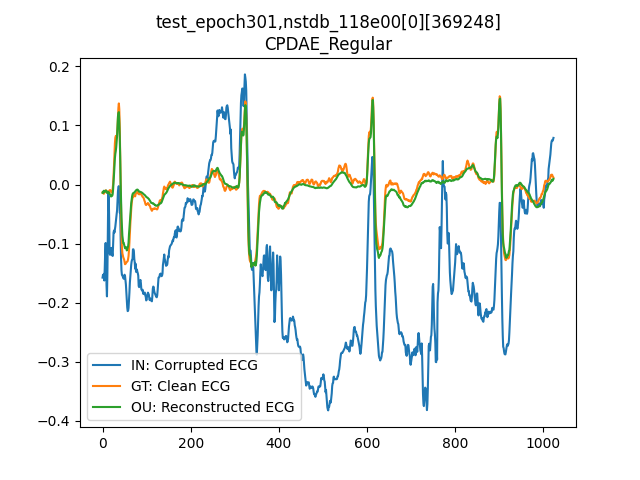 test_epoch301,nstdb_118e00[0][369248]
CPDAE_Regular
0.2
0.1
0.0
−0.1
−0.2
−0.3
−0.4
IN: Corrupted ECG
GT: Clean ECG
OU: Reconstructed ECG
0 200 400 600 800 1000